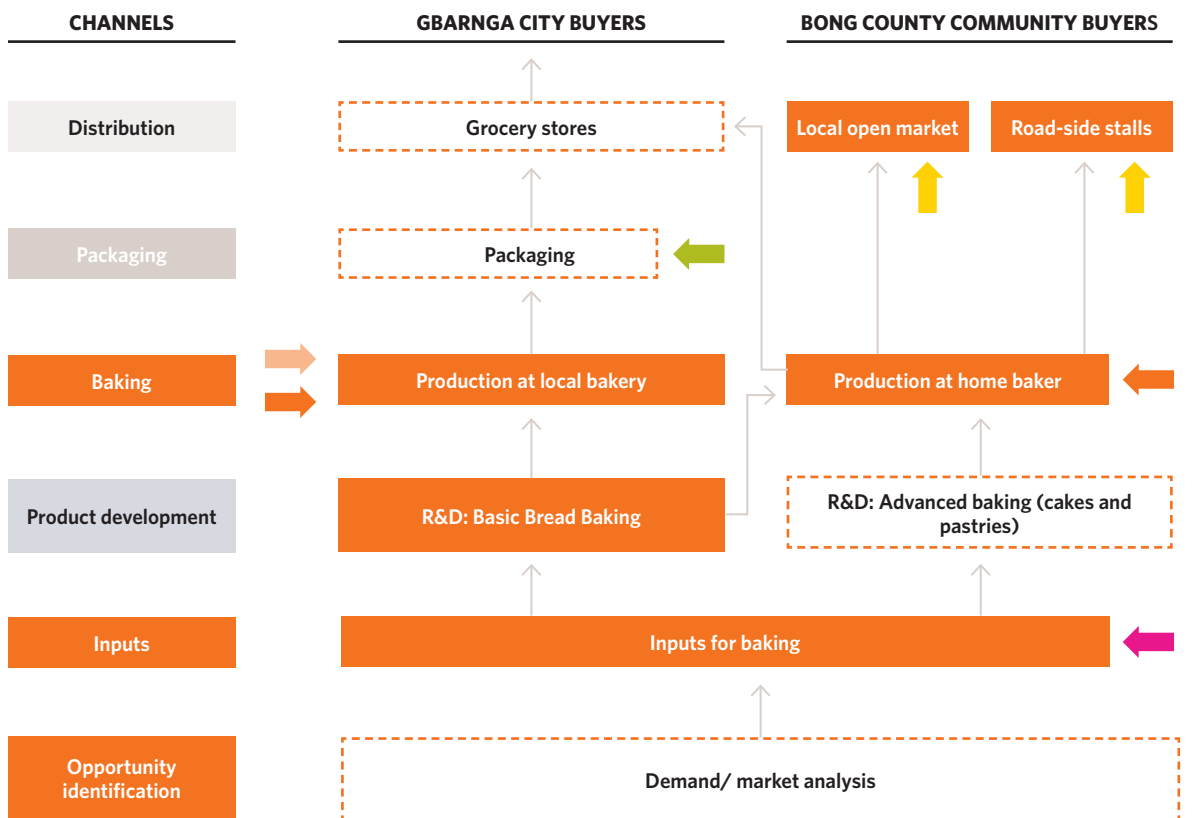 CHANNELS
GBARNGA CITY BUYERS
BONG COUNTY COMMUNITY BUYERS
Distribution
Grocery stores
Local open market
Road-side stalls
Packaging
Packaging
Baking
Production at local bakery
Production at home baker
Product development
R&D: Basic Bread Baking
R&D: Advanced baking (cakes and
pastries)
Inputs
Inputs for baking
Opportunity
identification
Demand/ market analysis